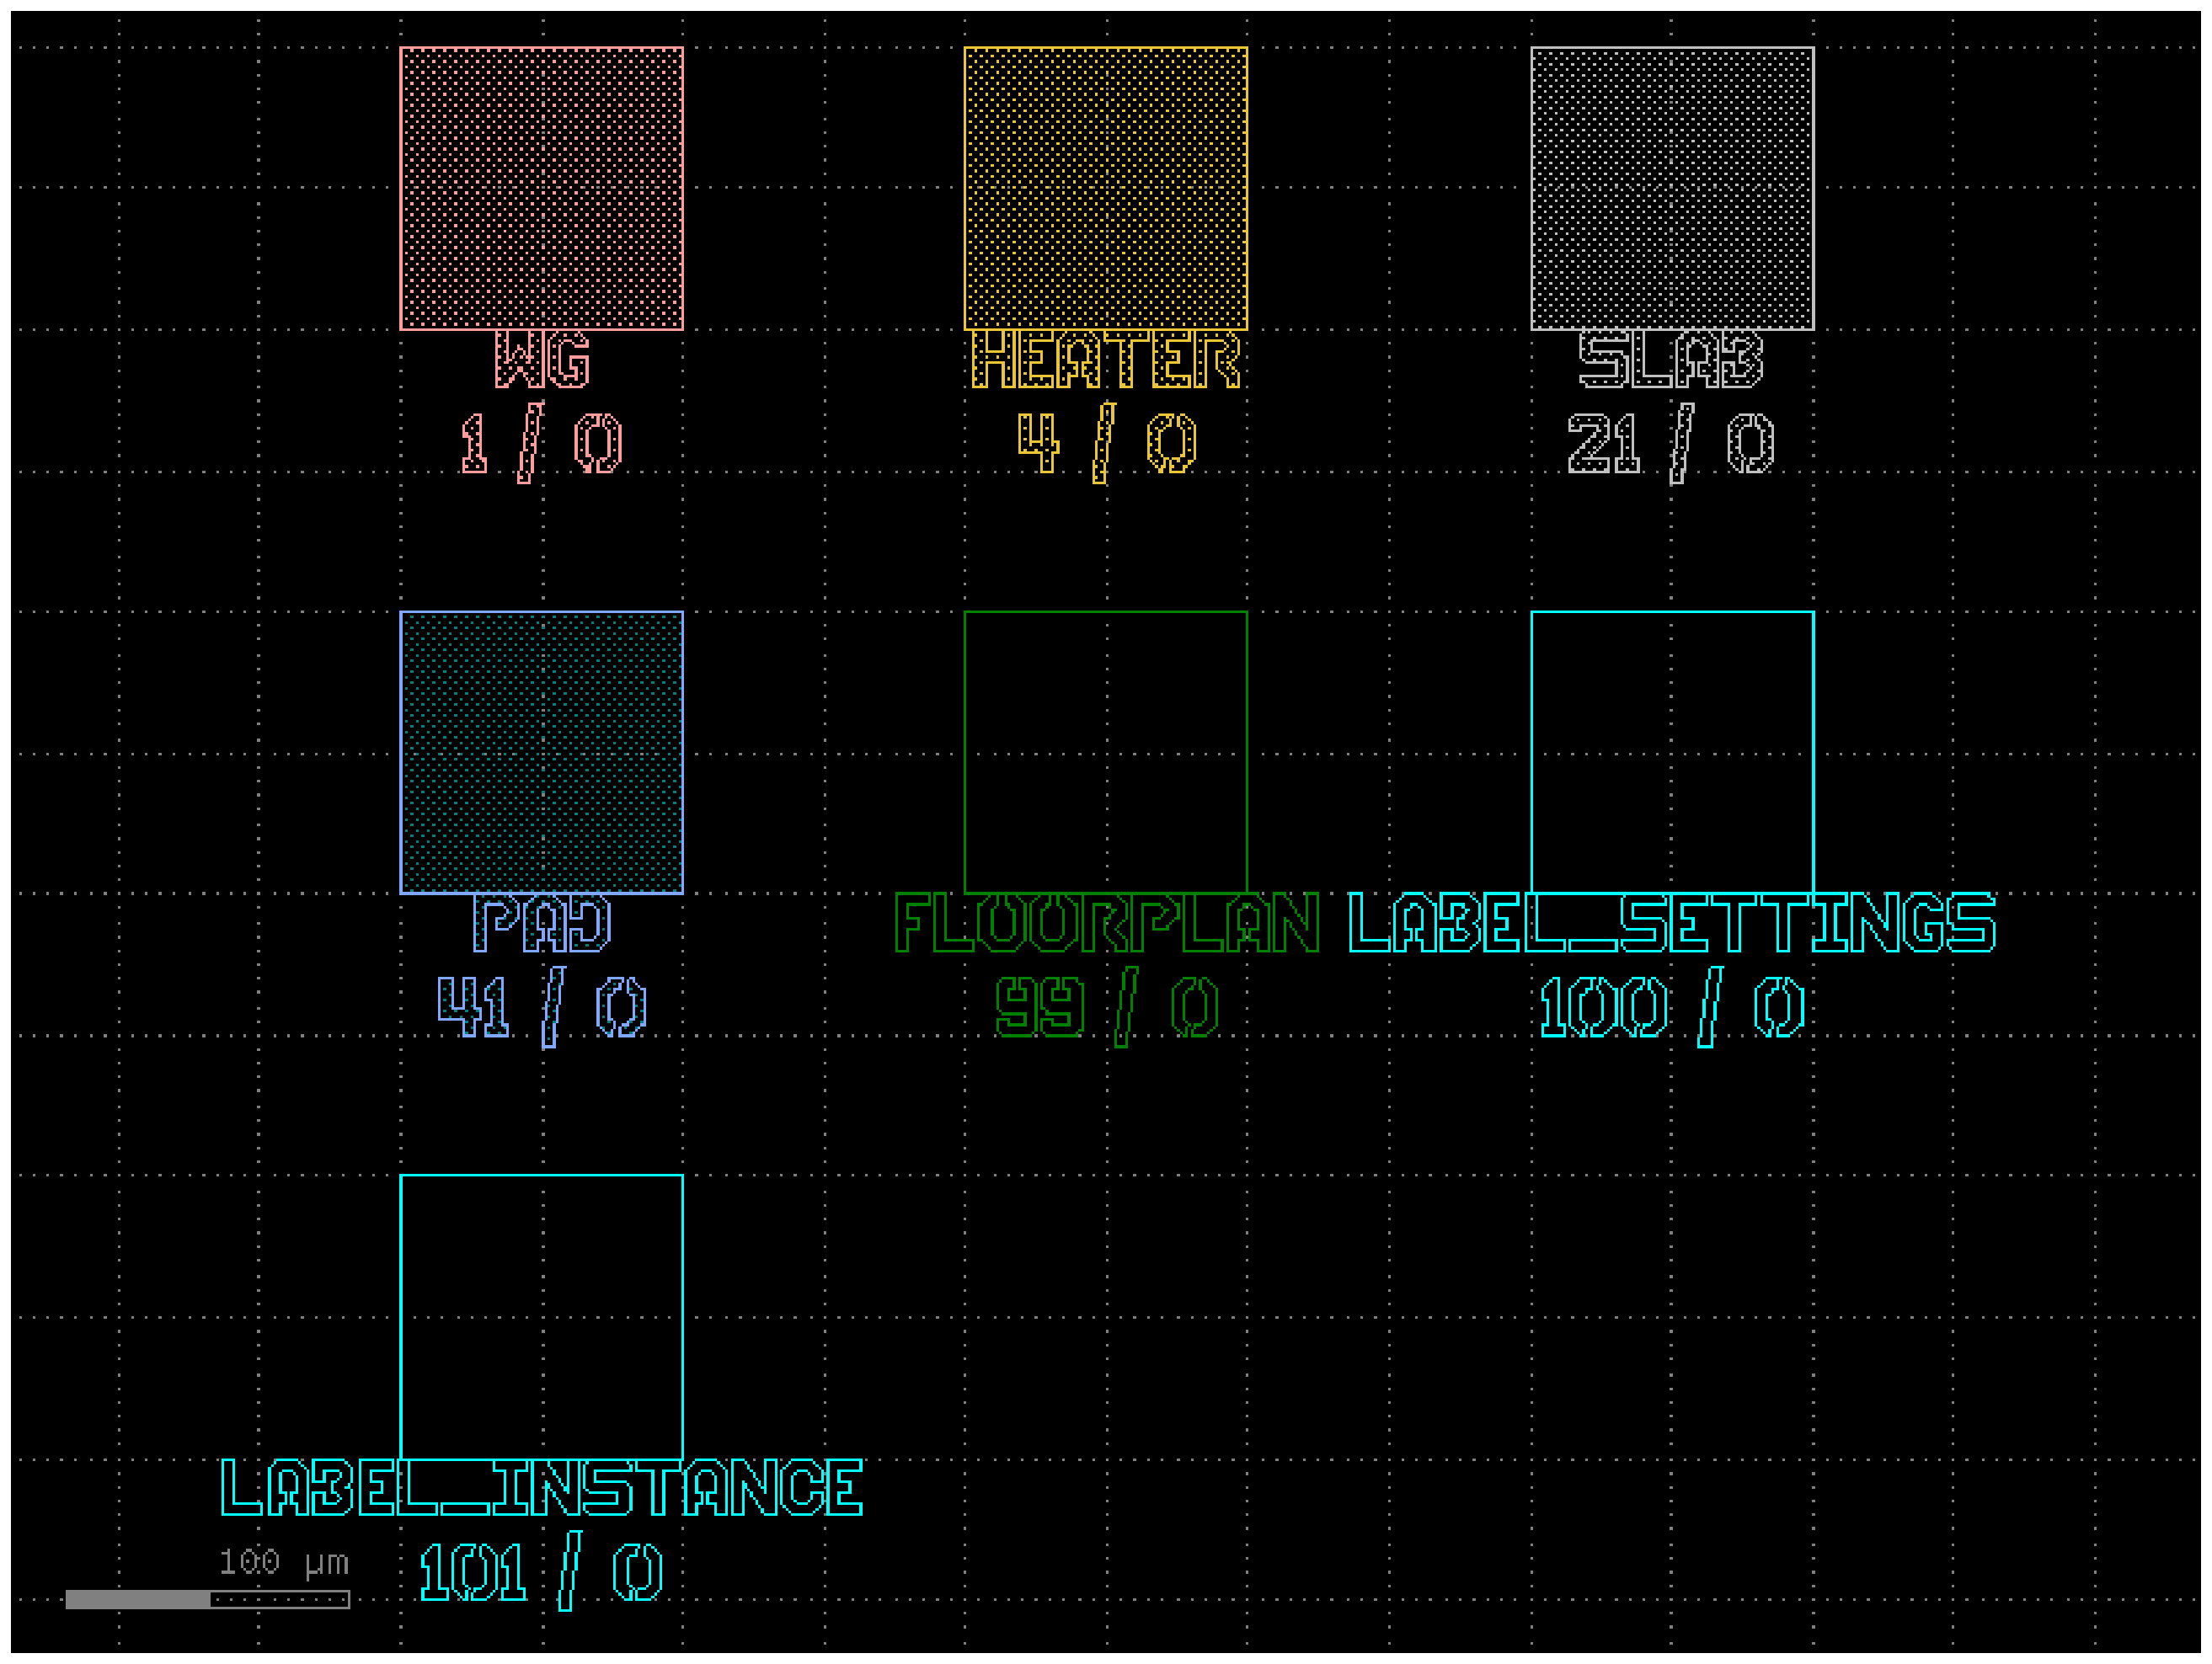 WG
1 / 0
HEATER
4 / 0
SLAB
21 / 0
PAD
41 / 0
FLOORPLAN
99 / 0
LABEL_SETTINGS
100 / 0
LABEL_INSTANCE
101 / 0
100 µm